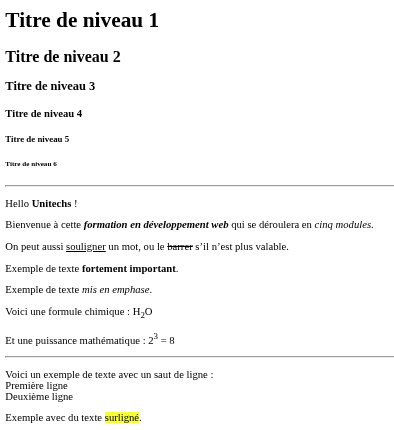 Titre de niveau 1
Titre de niveau 2
Titre de niveau 3
Titre de niveau 4
Titre de niveau 5
Titre de niveau 6
Hello Unitechs !
Bienvenue à cette formation en développement web qui se déroulera en cinq modules.
On peut aussi souligner un mot, ou le barrer s'il n'est plus valable.
Exemple de texte fortement important.
Exemple de texte mis en emphase.
Voici une formule chimique : H₂O
Et une puissance mathématique : 2³ = 8
Voici un exemple de texte avec un saut de ligne :
Première ligne
Deuxième ligne
Exemple avec du texte surligné.